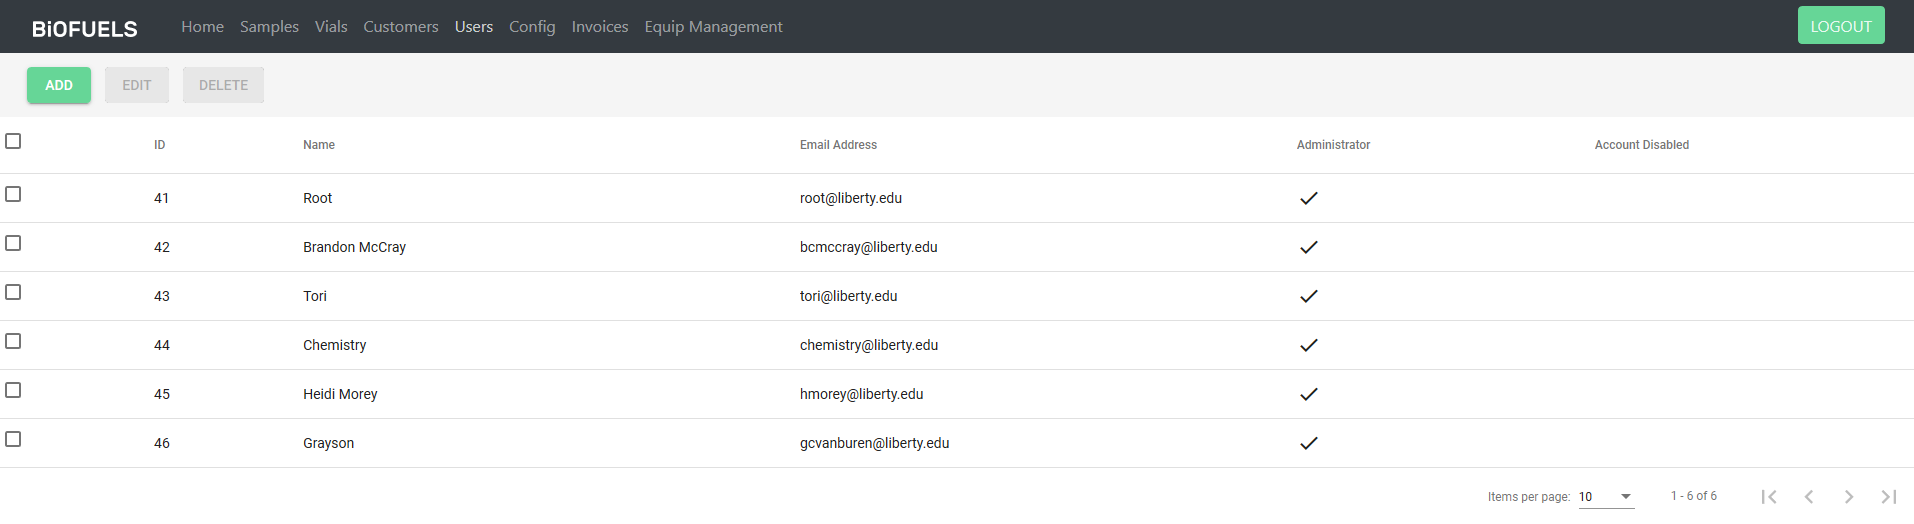 BiOFUELS Home Samples Vials Customers Users Config Invoices Equip Management LOGOUT
ADD EDIT DELETE
ID Name Email Address Administrator Account Disabled
41 Root root@liberty.edu
42 Brandon McCray bcmccray@liberty.edu
43 Tori tori@liberty.edu
44 Chemistry chemistry@liberty.edu
45 Heidi Morey hmorey@liberty.edu
46 Grayson gcvanburen@liberty.edu
Items per page: 10 1 - 6 of 6